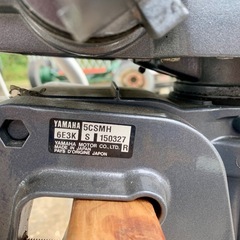 YAMAHA 5CSMH
6E3K S 150327 R
YAMAHA MOTOR CO., LTD.
MADE IN JAPAN
PAYS D'ORIGINE JAPON